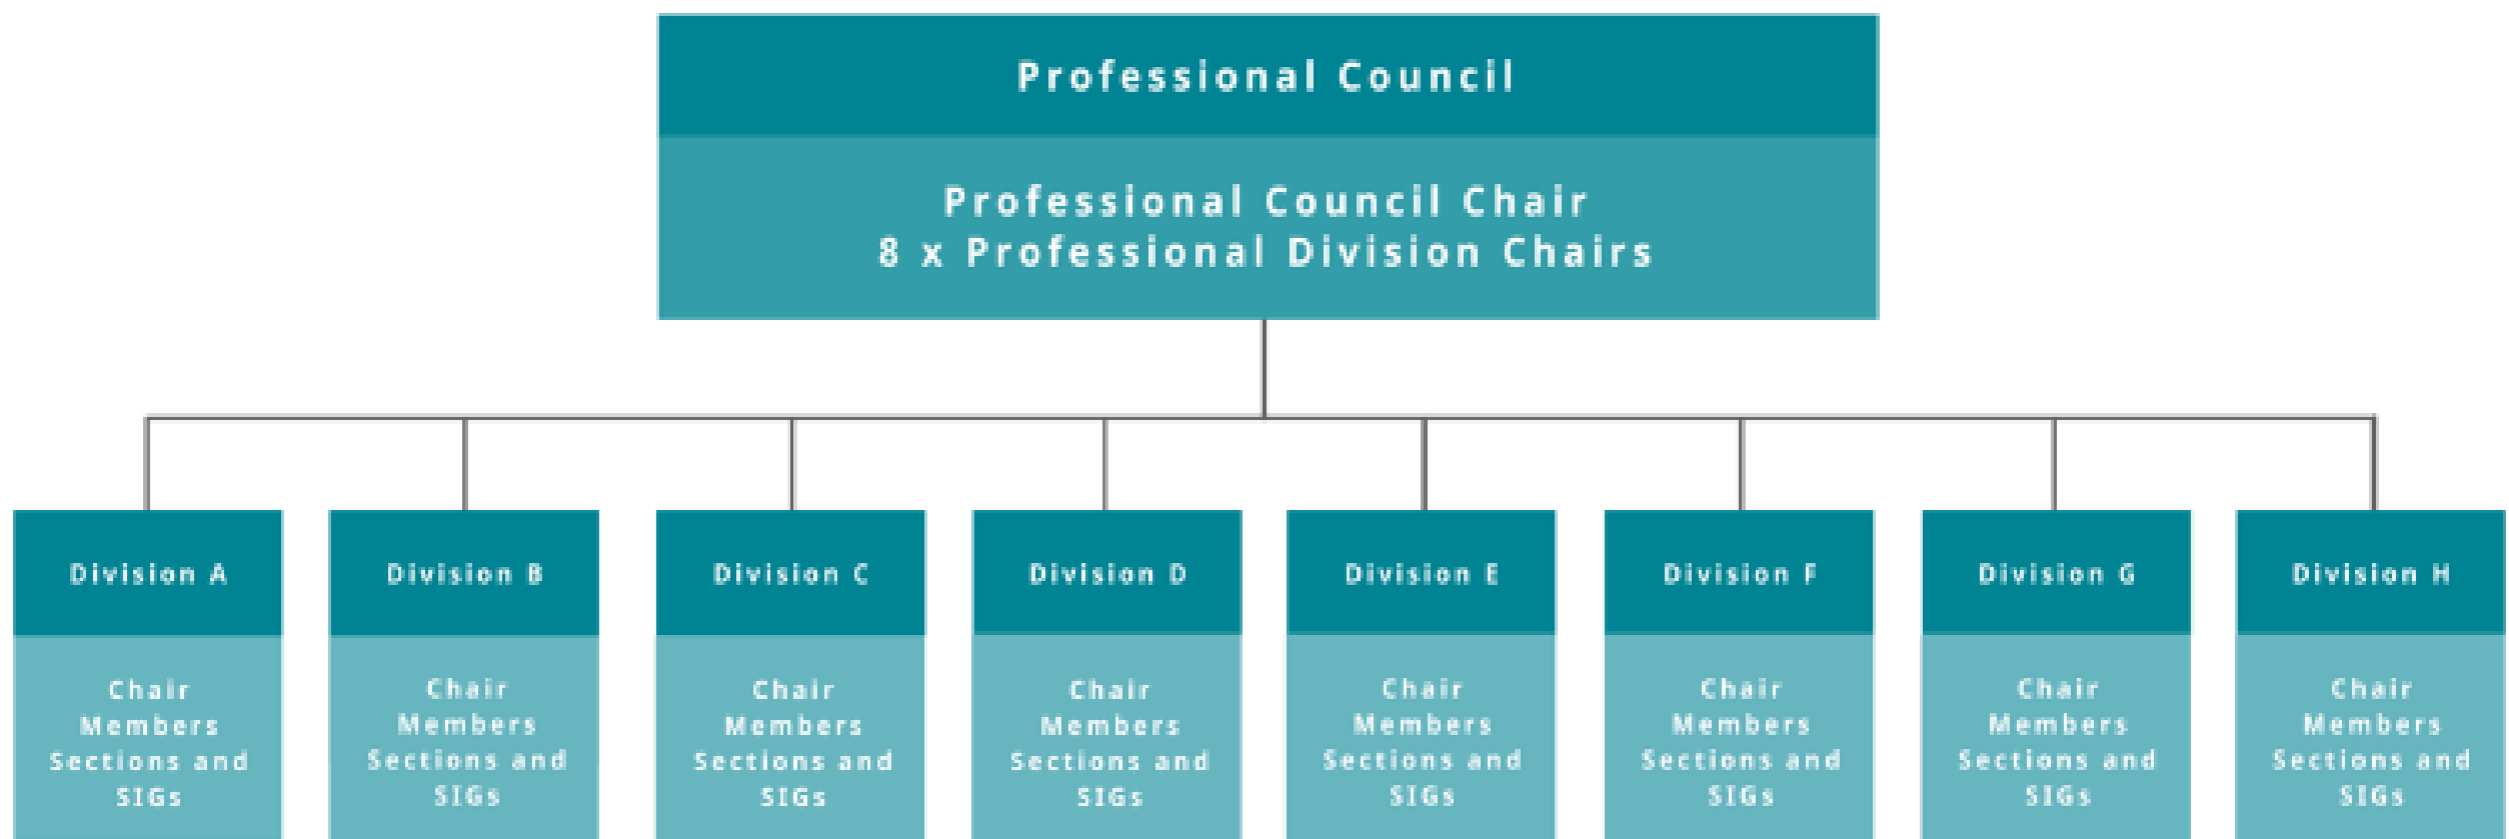 Professional Council
Professional Council Chair
8 x Professional Division Chairs
Division A
Division B
Division C
Division D
Division E
Division F
Division G
Division H
Chair
Members
Sections and
SIGs
Chair
Members
Sections and
SIGs
Chair
Members
Sections and
SIGs
Chair
Members
Sections and
SIGs
Chair
Members
Sections and
SIGs
Chair
Members
Sections and
SIGs
Chair
Members
Sections and
SIGs
Chair
Members
Sections and
SIGs